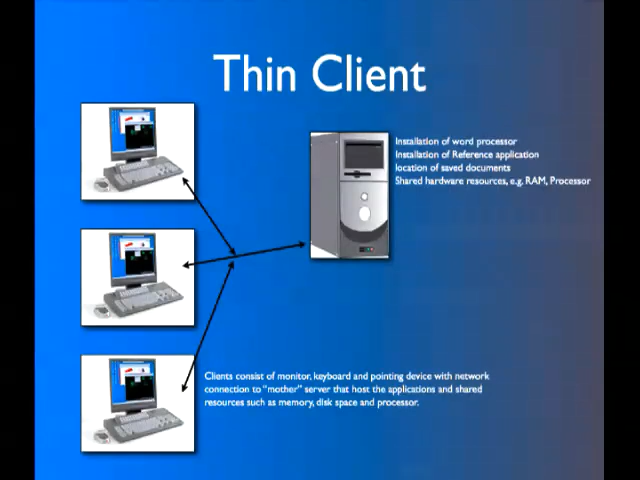 Thin Client
Installation of word processor
Installation of Reference application
location of saved documents
Shared hardware resources, e.g. RAM, Processor
Clients consist of monitor, keyboard and pointing device with network
connection to "mother" server that host the applications and shared
resources such as memory, disk space and processor.